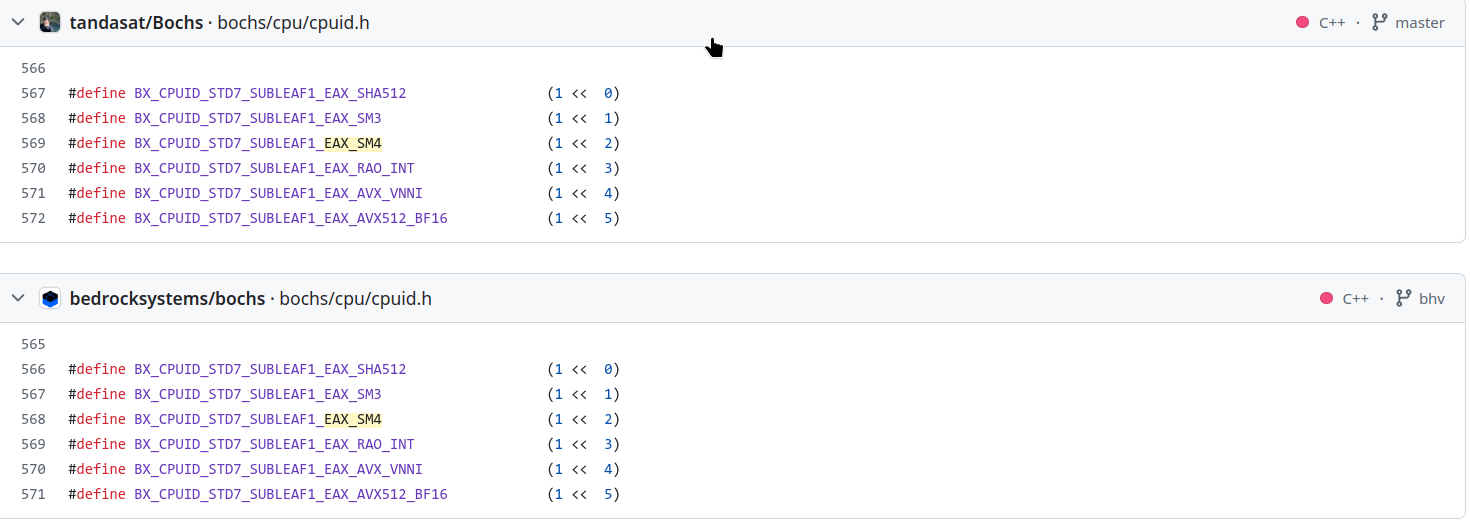 tandasat/Bochs · bochs/cpu/cpuid.h C++ · master
566
567 #define BX_CPUID_STD7_SUBLEAF1_EAX_SHA512 (1 << 0)
568 #define BX_CPUID_STD7_SUBLEAF1_EAX_SM3 (1 << 1)
569 #define BX_CPUID_STD7_SUBLEAF1_EAX_SM4 (1 << 2)
570 #define BX_CPUID_STD7_SUBLEAF1_EAX_RAO_INT (1 << 3)
571 #define BX_CPUID_STD7_SUBLEAF1_EAX_AVX_VNNI (1 << 4)
572 #define BX_CPUID_STD7_SUBLEAF1_EAX_AVX512_BF16 (1 << 5)
bedrocksystems/bochs · bochs/cpu/cpuid.h C++ · bhv
565
566 #define BX_CPUID_STD7_SUBLEAF1_EAX_SHA512 (1 << 0)
567 #define BX_CPUID_STD7_SUBLEAF1_EAX_SM3 (1 << 1)
568 #define BX_CPUID_STD7_SUBLEAF1_EAX_SM4 (1 << 2)
569 #define BX_CPUID_STD7_SUBLEAF1_EAX_RAO_INT (1 << 3)
570 #define BX_CPUID_STD7_SUBLEAF1_EAX_AVX_VNNI (1 << 4)
571 #define BX_CPUID_STD7_SUBLEAF1_EAX_AVX512_BF16 (1 << 5)